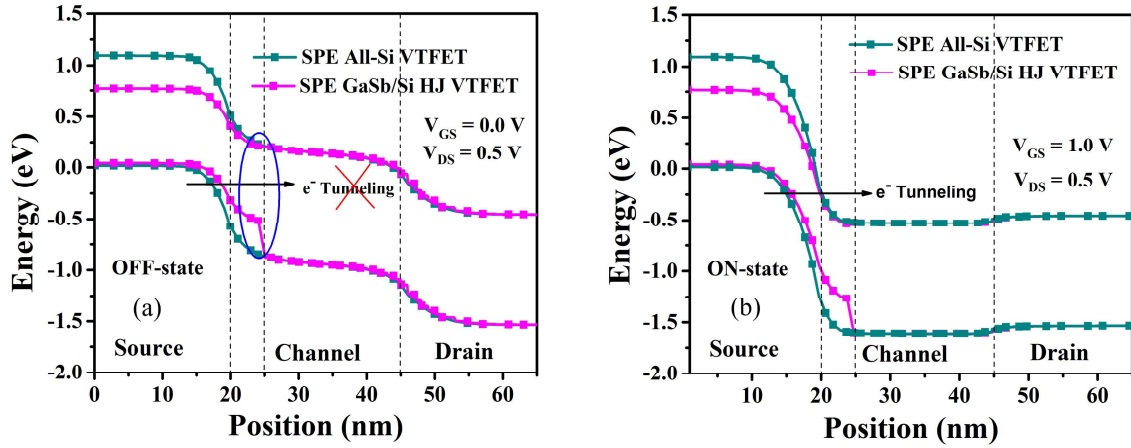 SPE All-Si VTFET
SPE GaSb/Si HJ VTFET
V_GS = 0.0 V
V_DS = 0.5 V
e⁻ Tunneling
OFF-state
(a)
Source
Channel
Drain
Energy (eV)
1.5
1.0
0.5
0.0
-0.5
-1.0
-1.5
-2.0
0 10 20 30 40 50 60
Position (nm)
SPE All-Si VTFET
SPE GaSb/Si HJ VTFET
V_GS = 1.0 V
V_DS = 0.5 V
e⁻ Tunneling
ON-state
(b)
Source
Channel
Drain
Energy (eV)
1.5
1.0
0.5
0.0
-0.5
-1.0
-1.5
-2.0
10 20 30 40 50 60
Position (nm)